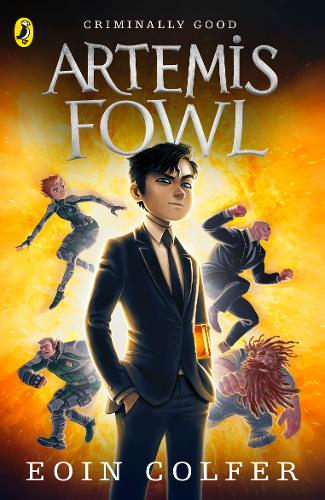 CRIMINALLY GOOD
ARTEMiS
FOWL
EOIN COLFER